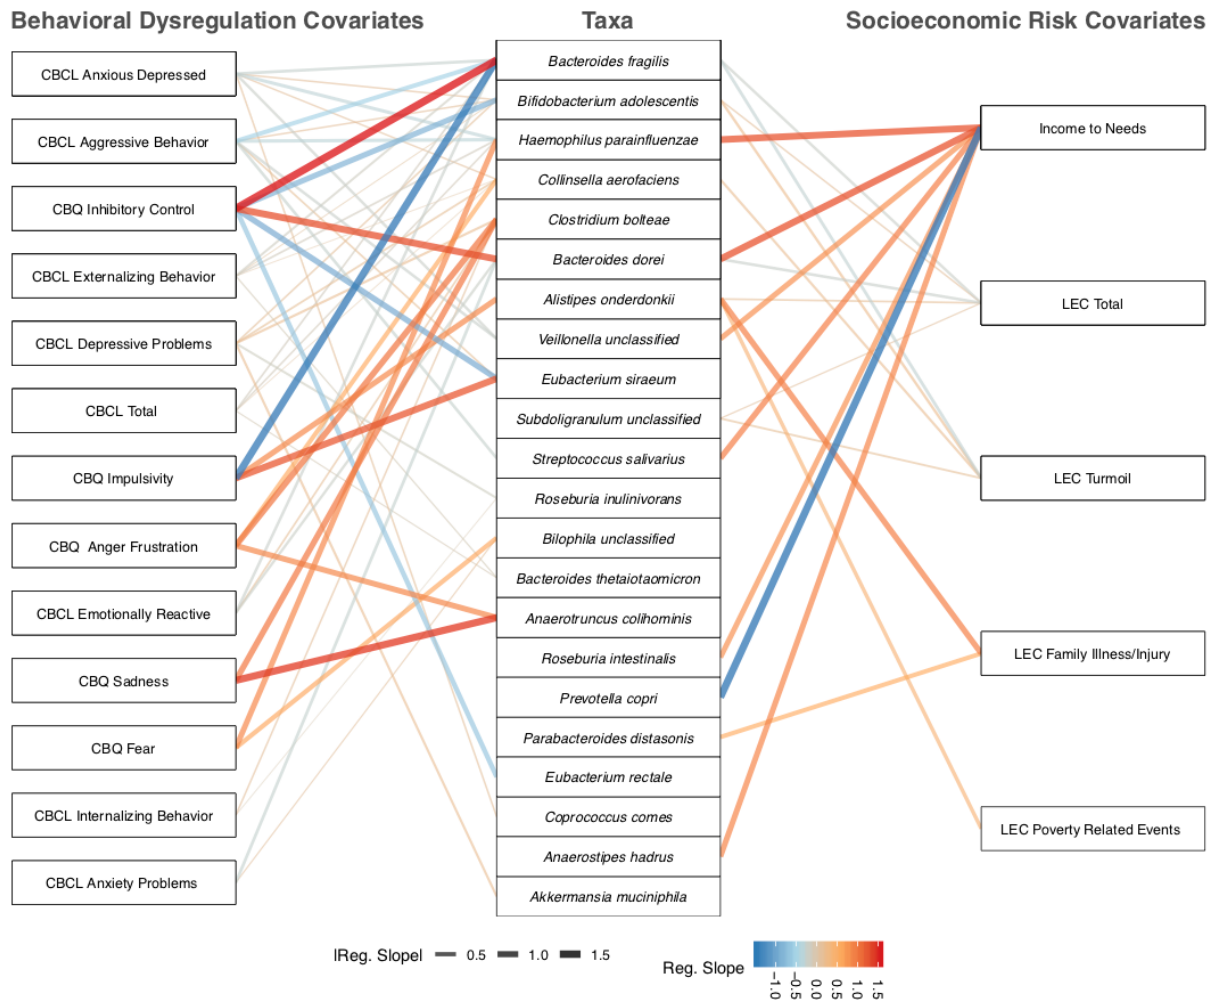 Behavioral Dysregulation Covariates
Taxa
Socioeconomic Risk Covariates
CBCL Anxious Depressed
CBCL Aggressive Behavior
CBQ Inhibitory Control
CBCL Externalizing Behavior
CBCL Depressive Problems
CBCL Total
CBQ Impulsivity
CBQ  Anger Frustration
CBCL Emotionally Reactive
CBQ Sadness
CBQ Fear
CBCL Internalizing Behavior
CBCL Anxiety Problems
Bacteroides fragilis
Bifidobacterium adolescentis
Haemophilus parainfluenzae
Collinsella aerofaciens
Clostridium bolteae
Bacteroides dorei
Alistipes onderdonkii
Veillonella unclassified
Eubacterium siraeum
Subdoligranulum unclassified
Streptococcus salivarius
Roseburia inulinivorans
Bilophila unclassified
Bacteroides thetaiotaomicron
Anaerotruncus colihominis
Roseburia intestinalis
Prevotella copri
Parabacteroides distasonis
Eubacterium rectale
Coprococcus comes
Anaerostipes hadrus
Akkermansia muciniphila
Income to Needs
LEC Total
LEC Turmoil
LEC Family Illness/Injury
LEC Poverty Related Events
|Reg. Slope| 0.5 1.0 1.5
Reg. Slope
-1.0 -0.5 0.0 0.5 1.0 1.5